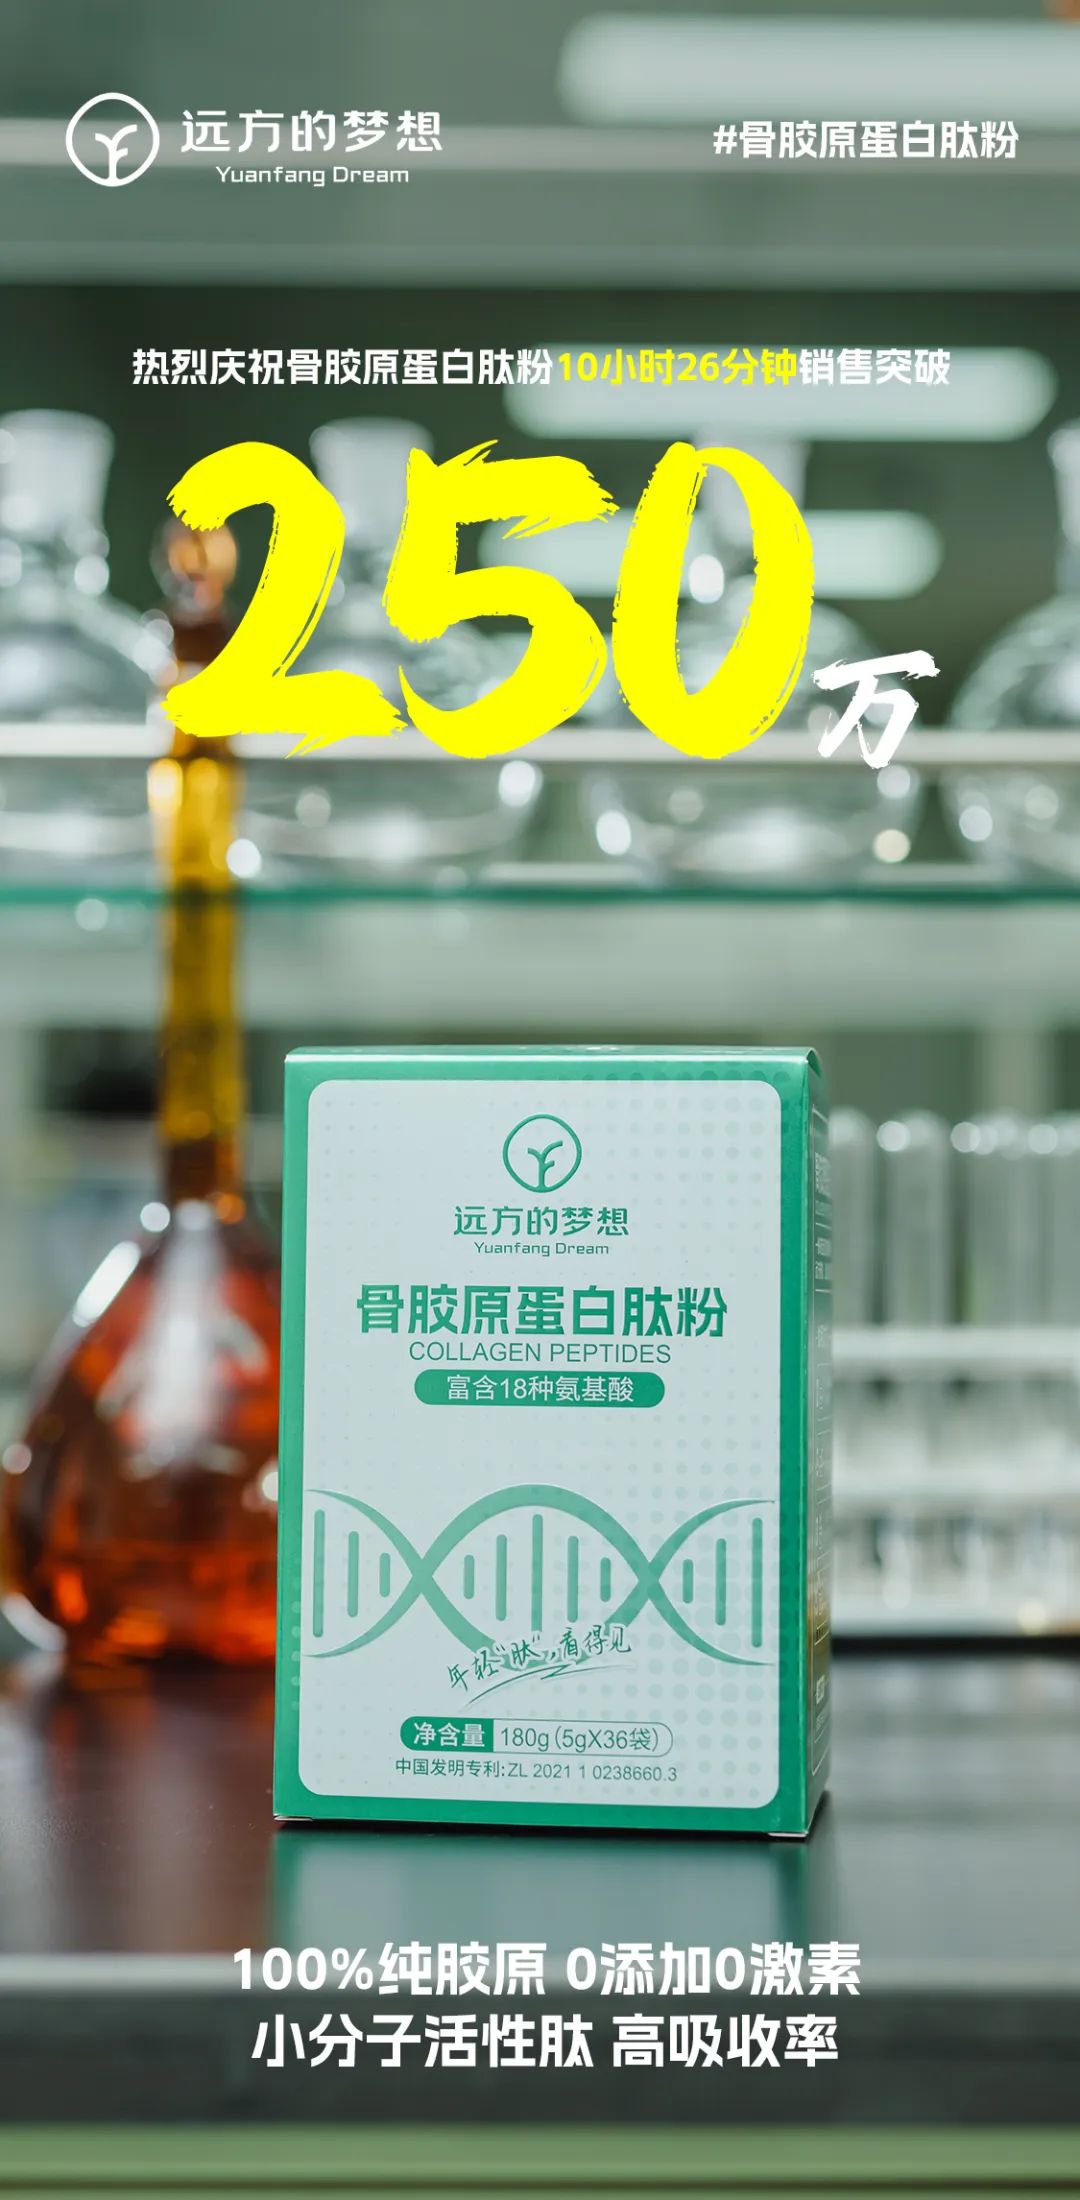 远方的梦想
Yuanfang Dream
#骨胶原蛋白肽粉
热烈庆祝骨胶原蛋白肽粉10小时26分钟销售突破
250万
远方的梦想
Yuanfang Dream
骨胶原蛋白肽粉
COLLAGEN PEPTIDES
富含18种氨基酸
年轻“肽”,看得见
净含量 180g(5gX36袋)
中国发明专利:ZL 2021 1 0238660.3
100%纯胶原 0添加0激素
小分子活性肽 高吸收率